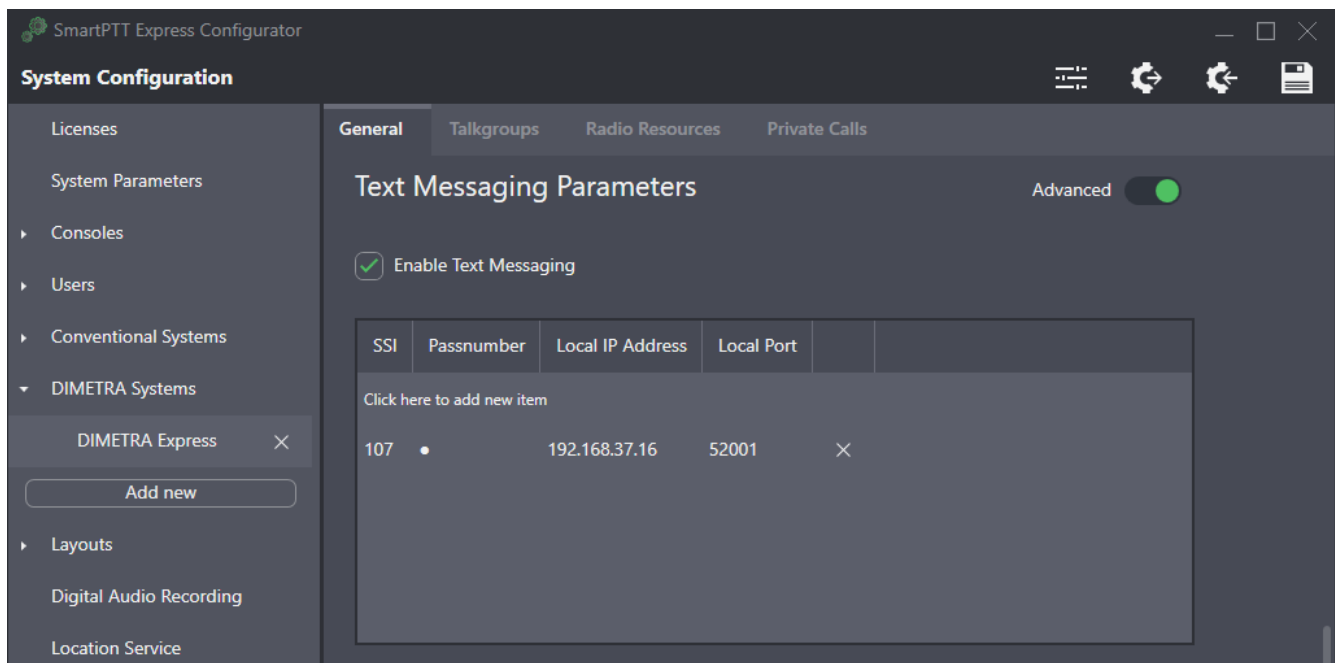 SmartPTT Express Configurator
System Configuration
Licenses
System Parameters
Consoles
Users
Conventional Systems
DIMETRA Systems
DIMETRA Express
Add new
Layouts
Digital Audio Recording
Location Service
General Talkgroups Radio Resources Private Calls
Text Messaging Parameters
Advanced
Enable Text Messaging
SSI Passnumber Local IP Address Local Port
Click here to add new item
107 ● 192.168.37.16 52001